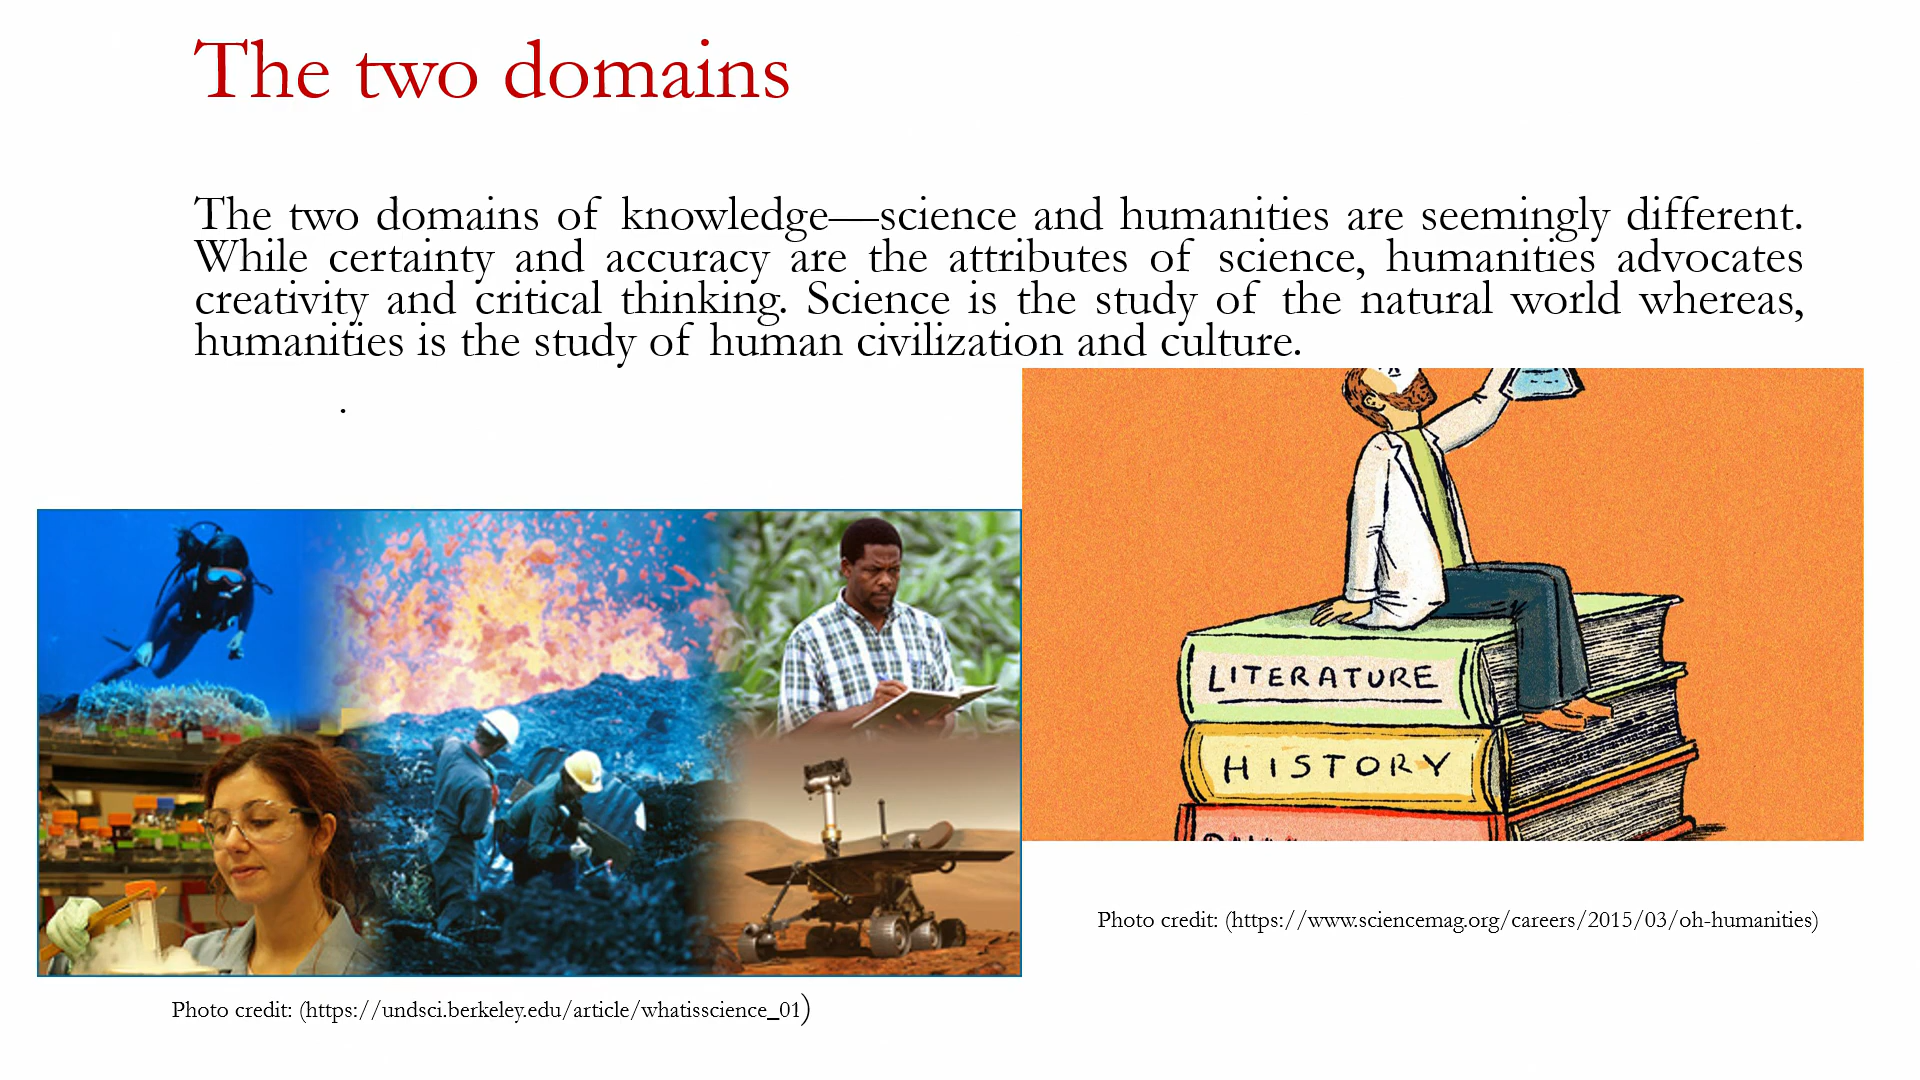 The two domains
The two domains of knowledge—science and humanities are seemingly different.
While certainty and accuracy are the attributes of science, humanities advocates
creativity and critical thinking. Science is the study of the natural world whereas,
humanities is the study of human civilization and culture.
.
LITERATURE
HISTORY
Photo credit: (https://www.sciencemag.org/careers/2015/03/oh-humanities)
Photo credit: (https://undsci.berkeley.edu/article/whatisscience_01)